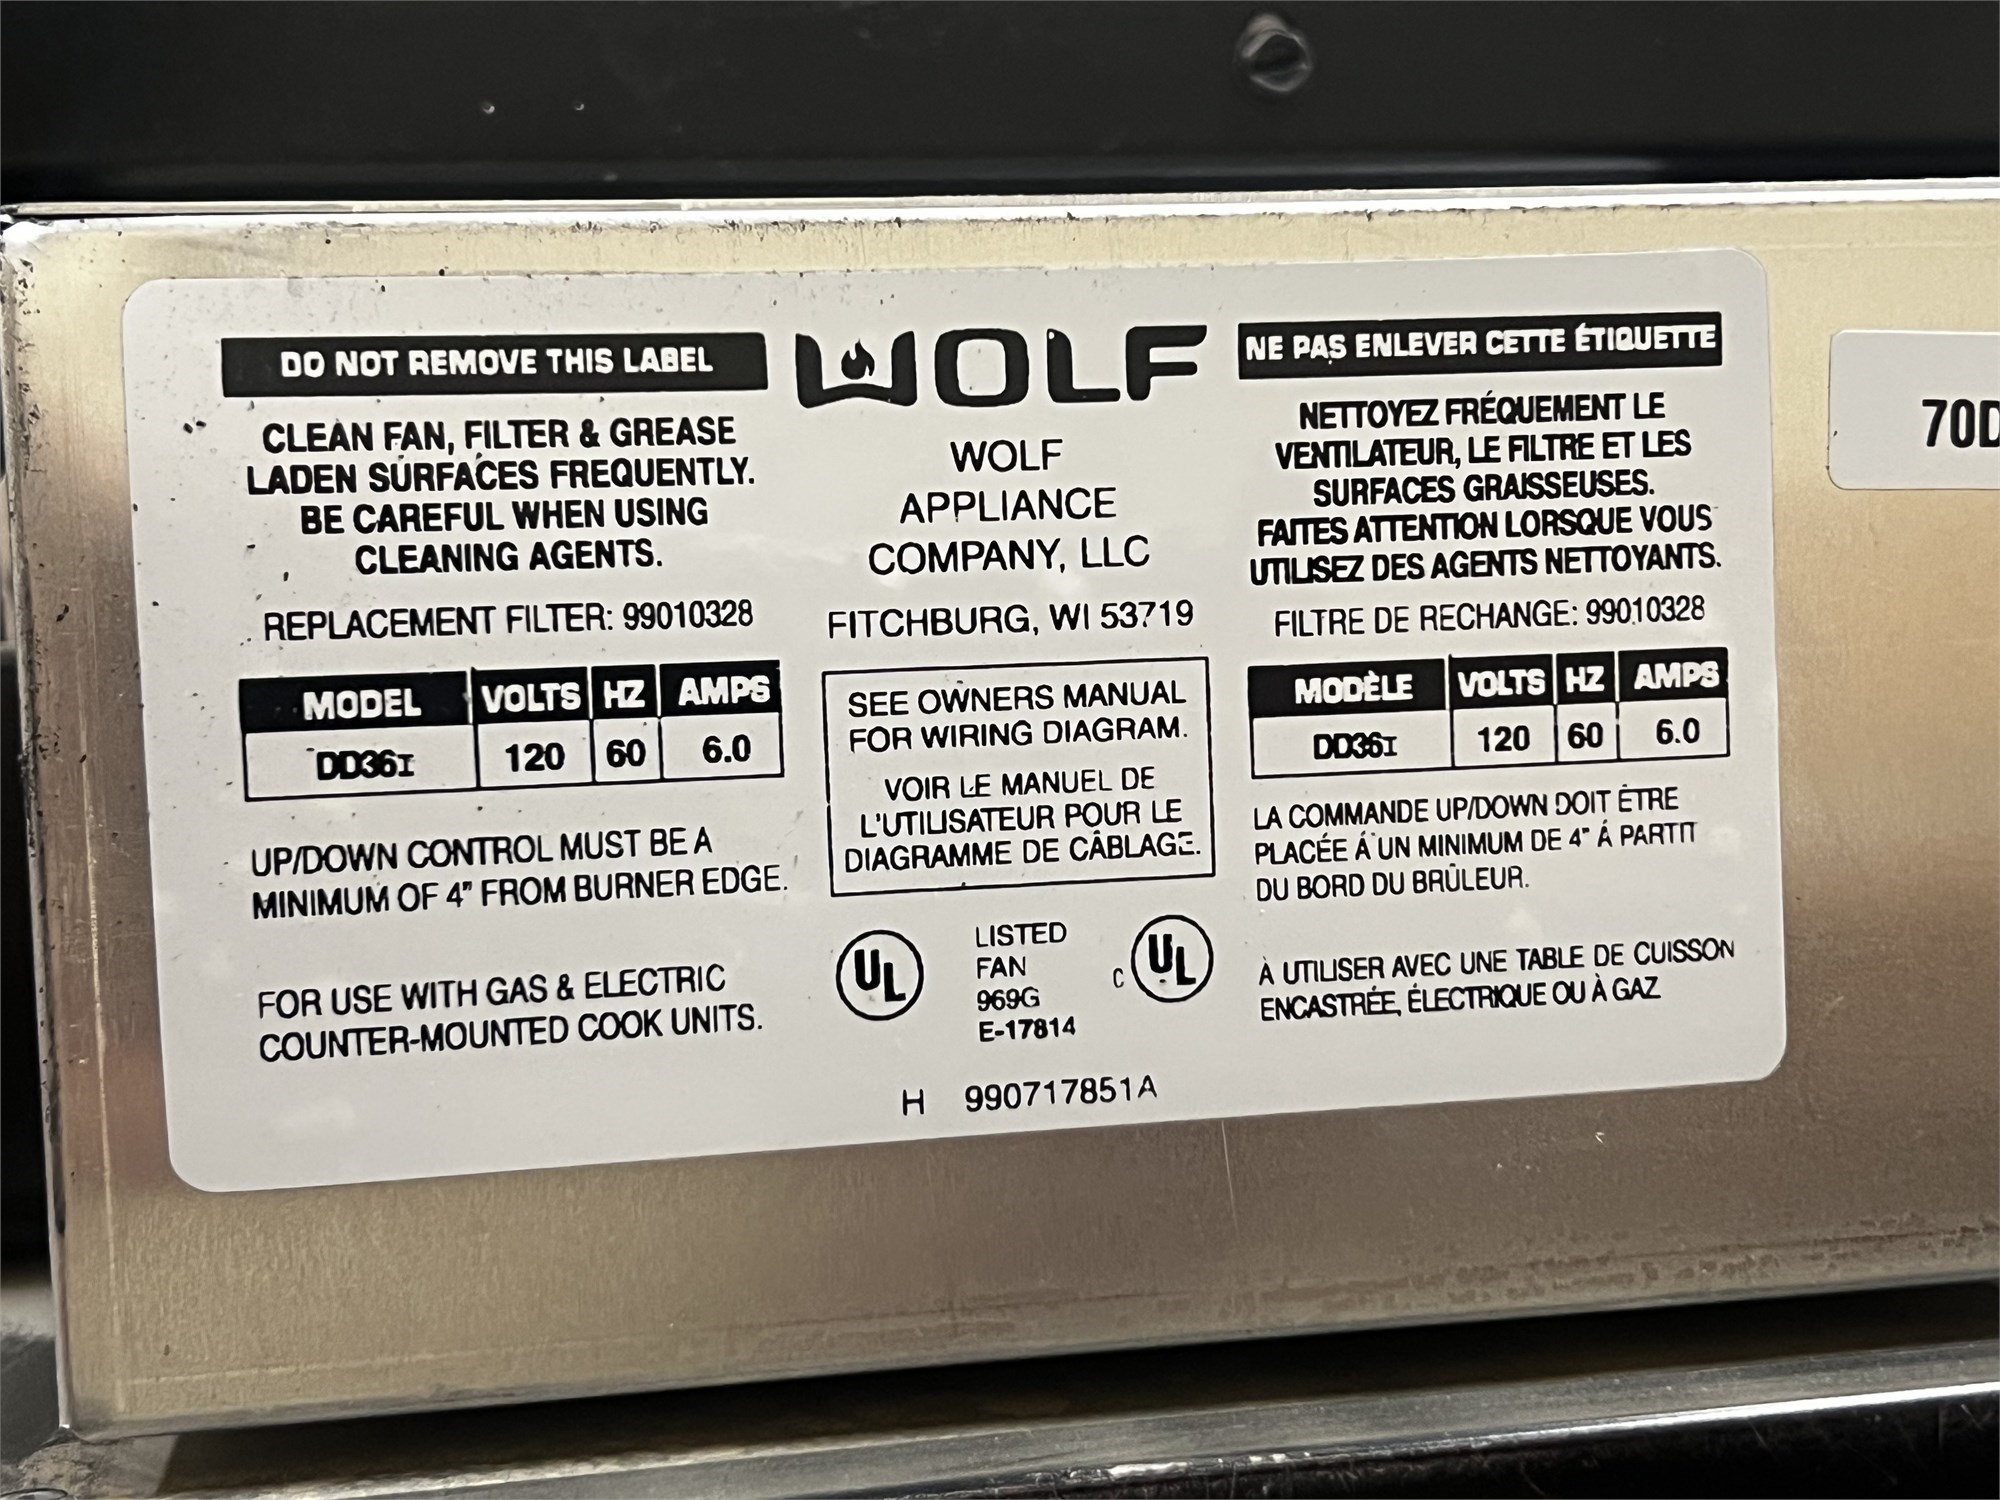 DO NOT REMOVE THIS LABEL
CLEAN FAN, FILTER & GREASE
LADEN SURFACES FREQUENTLY.
BE CAREFUL WHEN USING
CLEANING AGENTS.
REPLACEMENT FILTER: 99010328
MODEL VOLTS HZ AMPS
DD36I 120 60 6.0
UP/DOWN CONTROL MUST BE A
MINIMUM OF 4" FROM BURNER EDGE.
FOR USE WITH GAS & ELECTRIC
COUNTER-MOUNTED COOK UNITS.
WOLF
WOLF
APPLIANCE
COMPANY, LLC
FITCHBURG, WI 53719
SEE OWNERS MANUAL
FOR WIRING DIAGRAM.
VOIR LE MANUEL DE
L'UTILISATEUR POUR LE
DIAGRAMME DE CÂBLAGE.
UL
LISTED
FAN
969G
E-17814
C UL
H 990717851A
NE PAS ENLEVER CETTE ÉTIQUETTE
NETTOYEZ FRÉQUEMENT LE
VENTILATEUR, LE FILTRE ET LES
SURFACES GRAISSEUSES.
FAITES ATTENTION LORSQUE VOUS
UTILISEZ DES AGENTS NETTOYANTS.
FILTRE DE RECHANGE: 99010328
MODÈLE VOLTS HZ AMPS
DD36I 120 60 6.0
LA COMMANDE UP/DOWN DOIT ÊTRE
PLACÉE Á UN MINIMUM DE 4" Á PARTIT
DU BORD DU BRÛLEUR.
À UTILISER AVEC UNE TABLE DE CUISSON
ENCASTRÉE, ÉLECTRIQUE OU À GAZ
70D